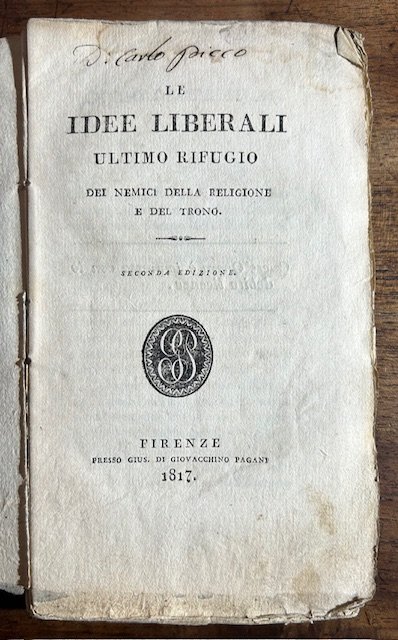 D. Carlo Picco
LE
IDEE LIBERALI
ULTIMO RIFUGIO
DEI NEMICI DELLA RELIGIONE
E DEL TRONO.
SECONDA EDIZIONE.
FIRENZE
PRESSO GIUS. DI GIOVACCHINO PAGANI
1817.